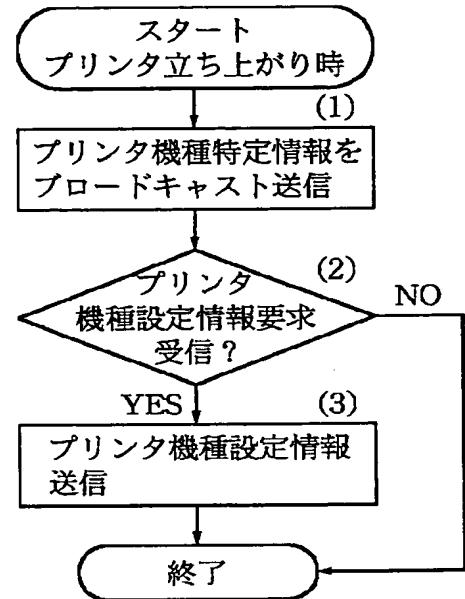 スタート
プリンタ立ち上がり時
(1)
プリンタ機種特定情報を
ブロードキャスト送信
(2)
プリンタ
機種設定情報要求
受信？
NO
YES
(3)
プリンタ機種設定情報
送信
終了